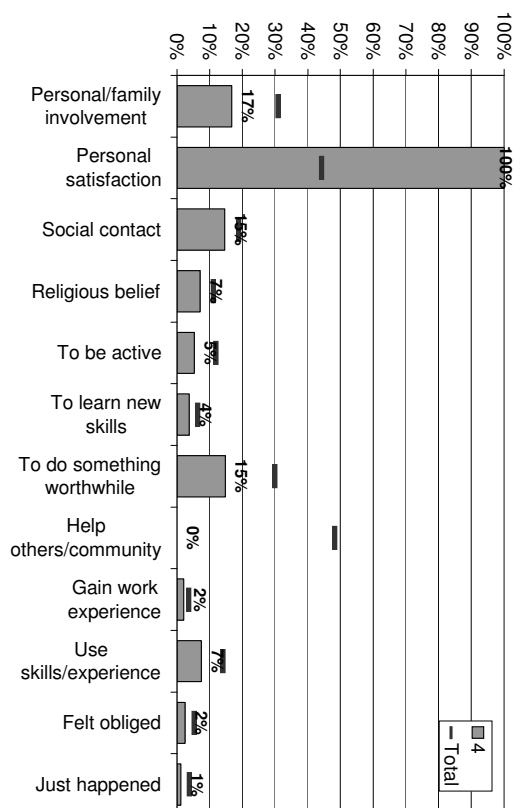 100%
90%
80%
70%
60%
50%
40%
30%
20%
10%
0%
17%
100%
15%
7%
5%
4%
15%
0%
2%
7%
2%
1%
Personal/family
involvement
Personal
satisfaction
Social contact
Religious belief
To be active
To learn new
skills
To do something
worthwhile
Help
others/community
Gain work
experience
Use
skills/experience
Felt obliged
Just happened
4
Total